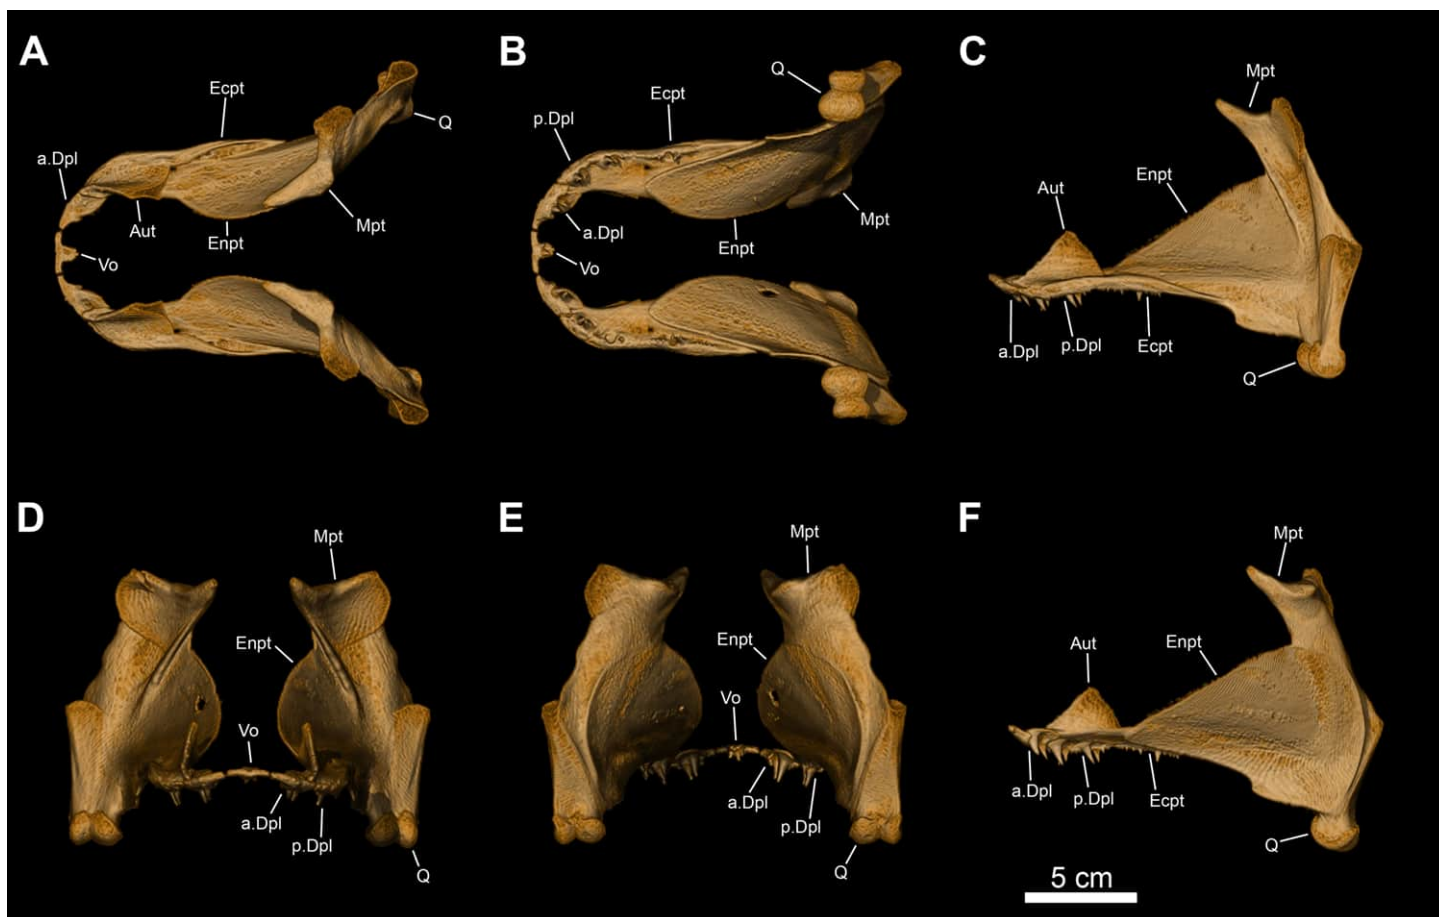 A
Ecpt
Q
a.Dpl
Aut
Enpt
Mpt
Vo
B
Q
Ecpt
p.Dpl
a.Dpl
Mpt
Enpt
Vo
C
Mpt
Enpt
Aut
a.Dpl
p.Dpl
Ecpt
Q
D
Mpt
Enpt
Vo
a.Dpl
p.Dpl
Q
E
Mpt
Enpt
Vo
a.Dpl
p.Dpl
Q
F
Mpt
Aut
Enpt
a.Dpl
p.Dpl
Ecpt
Q
5 cm